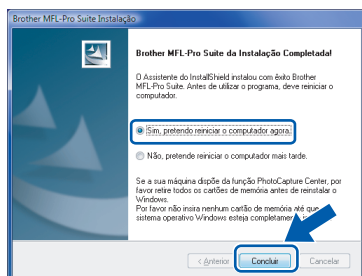 Brother MFL-Pro Suite Instalação
Brother MFL-Pro Suite da Instalação Completada!
O Assistente do InstallShield instalou com êxito Brother
MFL-Pro Suite. Antes de utilizar o programa, deve reiniciar o
computador.
Sim, pretendo reiniciar o computador agora.
Não, pretende reiniciar o computador mais tarde.
Se a sua máquina dispõe da função PhotoCapture Center, por
favor retire todos os cartões de memória antes de reinstalar o
Windows.
Por favor não insira nenhum cartão de memória até que
sistema operativo Windows esteja completamen
< Anterior Concluir Cancelar